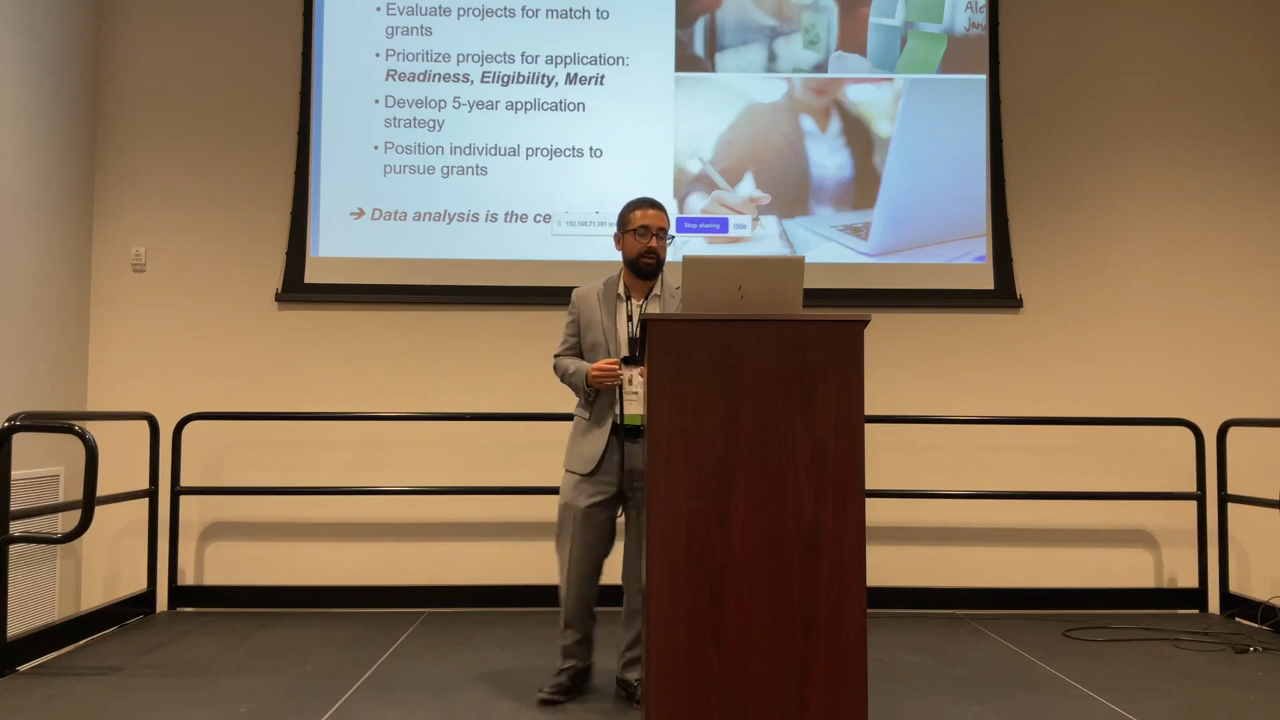 • Evaluate projects for match to
grants
• Prioritize projects for application:
Readiness, Eligibility, Merit
• Develop 5-year application
strategy
• Position individual projects to
pursue grants
➔ Data analysis is the
Stop sharing
Hide